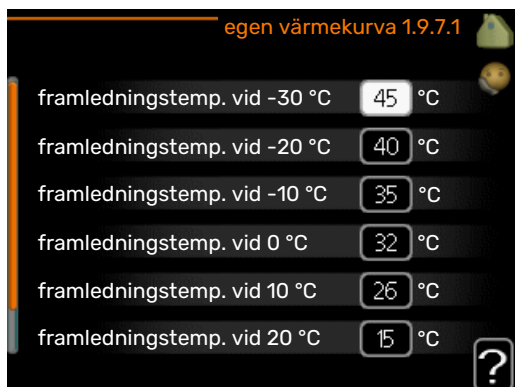 egen värmekurva 1.9.7.1
framledningstemp. vid -30 °C 45 °C
framledningstemp. vid -20 °C 40 °C
framledningstemp. vid -10 °C 35 °C
framledningstemp. vid 0 °C 32 °C
framledningstemp. vid 10 °C 26 °C
framledningstemp. vid 20 °C 15 °C
?